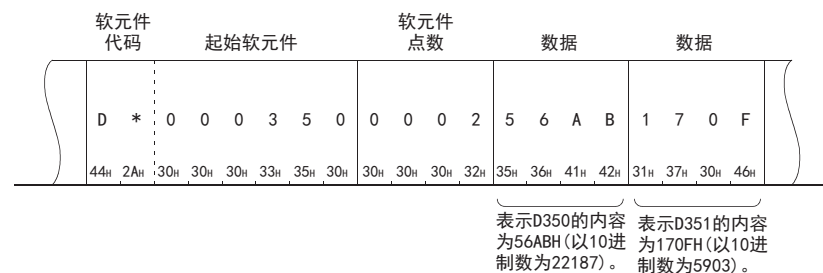 软元件
代码
起始软元件
软元件
点数
数据
数据
D * 0 0 0 3 5 0 0 0 0 2 5 6 A B 1 7 0 F
44H 2AH 30H 30H 30H 33H 35H 30H 30H 30H 30H 32H 35H 36H 41H 42H 31H 37H 30H 46H
表示D350的内容
为56ABH(以10进
制数为22187)。
表示D351的内容
为170FH(以10进
制数为5903)。